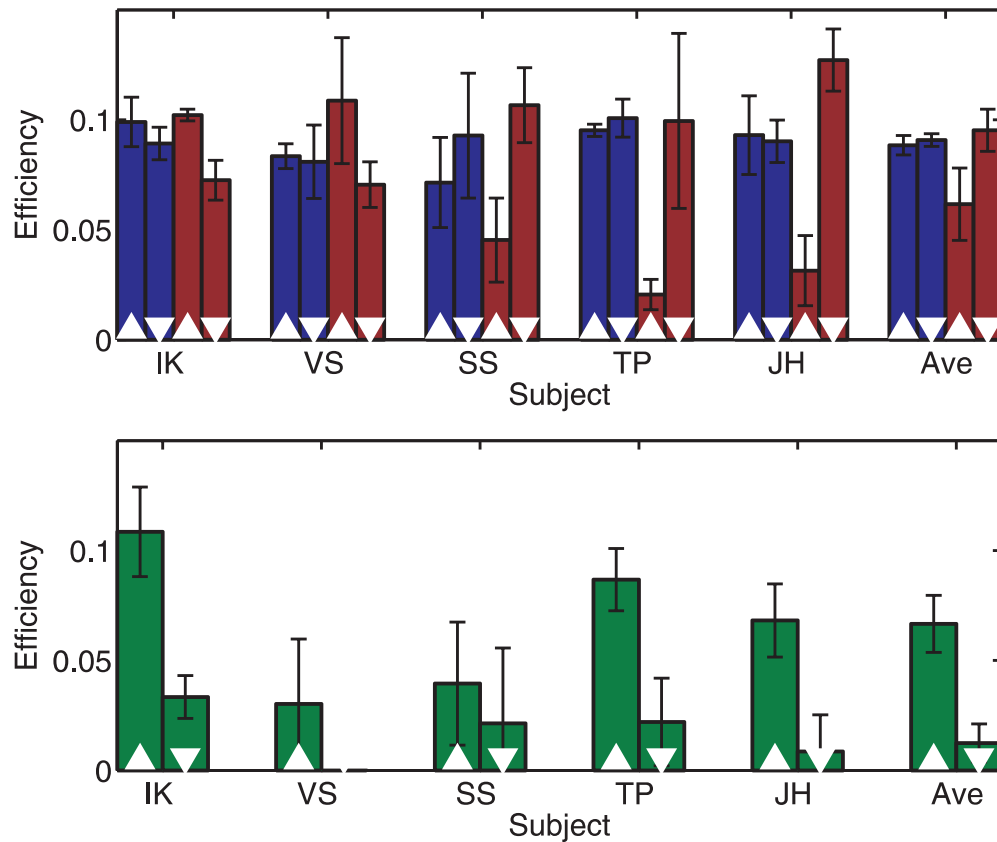 Efficiency
0.1
0.05
0
IK VS SS TP JH Ave
Subject
Efficiency
0.1
0.05
0
IK VS SS TP JH Ave
Subject